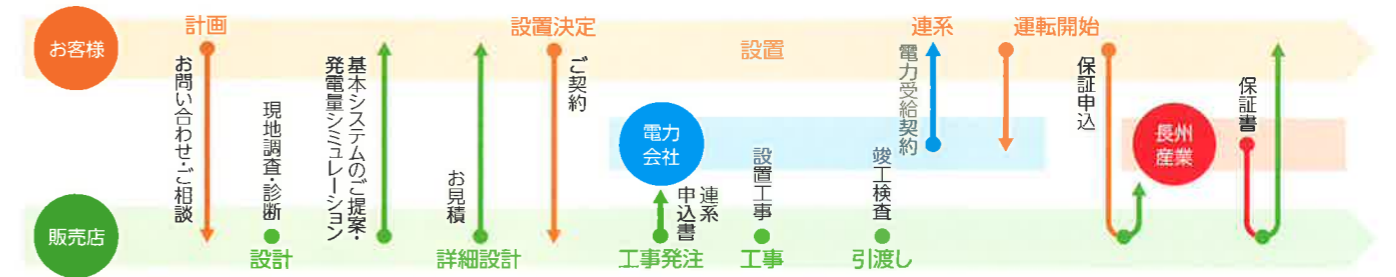 お客様
計画
お問い合わせ・ご相談
現地調査・診断
設計
基本システムのご提案・
発電量シミュレーション
お見積
詳細設計
設置決定
ご契約
設置
電力
会社
連系
申込書
工事発注
設置工事
工事
竣工検査
引渡し
連系
電力受給契約
運転開始
保証申込
長州
産業
保証書
販売店